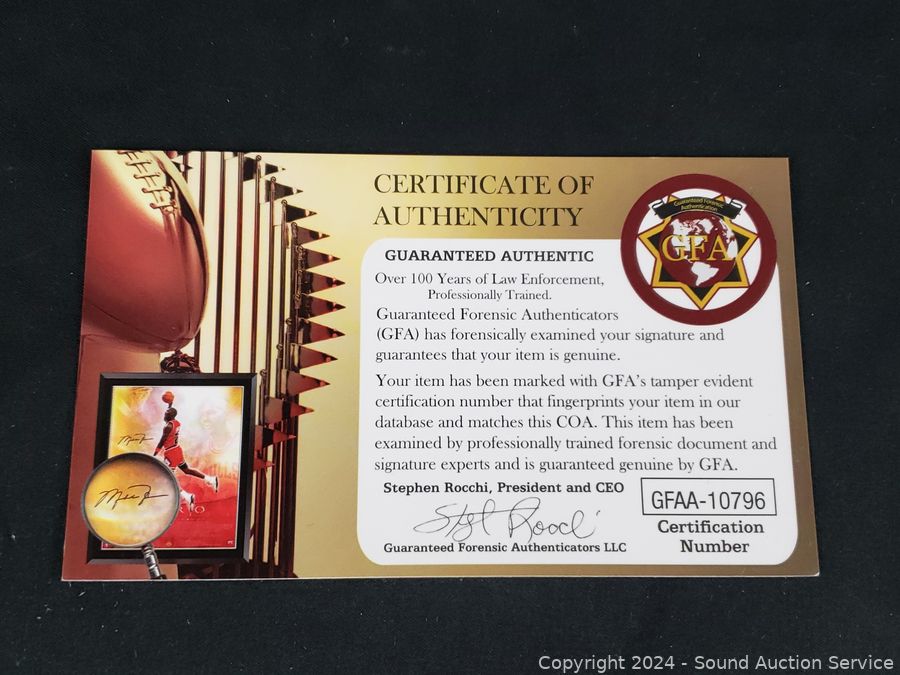 CERTIFICATE OF
AUTHENTICITY
Guaranteed Forensic
Authentication
GFA
GUARANTEED AUTHENTIC
Over 100 Years of Law Enforcement,
Professionally Trained.
Guaranteed Forensic Authenticators
(GFA) has forensically examined your signature and
guarantees that your item is genuine.
Your item has been marked with GFA's tamper evident
certification number that fingerprints your item in our
database and matches this COA. This item has been
examined by professionally trained forensic document and
signature experts and is guaranteed genuine by GFA.
Stephen Rocchi, President and CEO
Guaranteed Forensic Authenticators LLC
GFAA-10796
Certification
Number
Copyright 2024 - Sound Auction Service